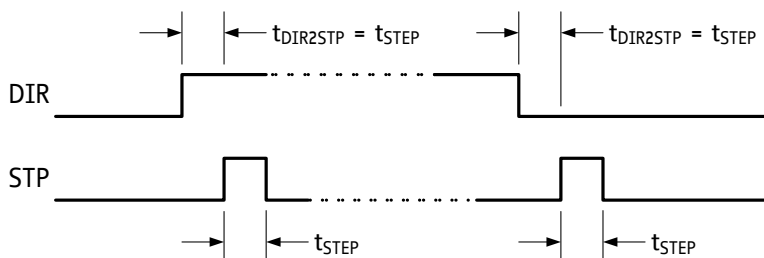 tDIR2STP = tSTEP tDIR2STP = tSTEP
DIR
STP
tSTEP tSTEP